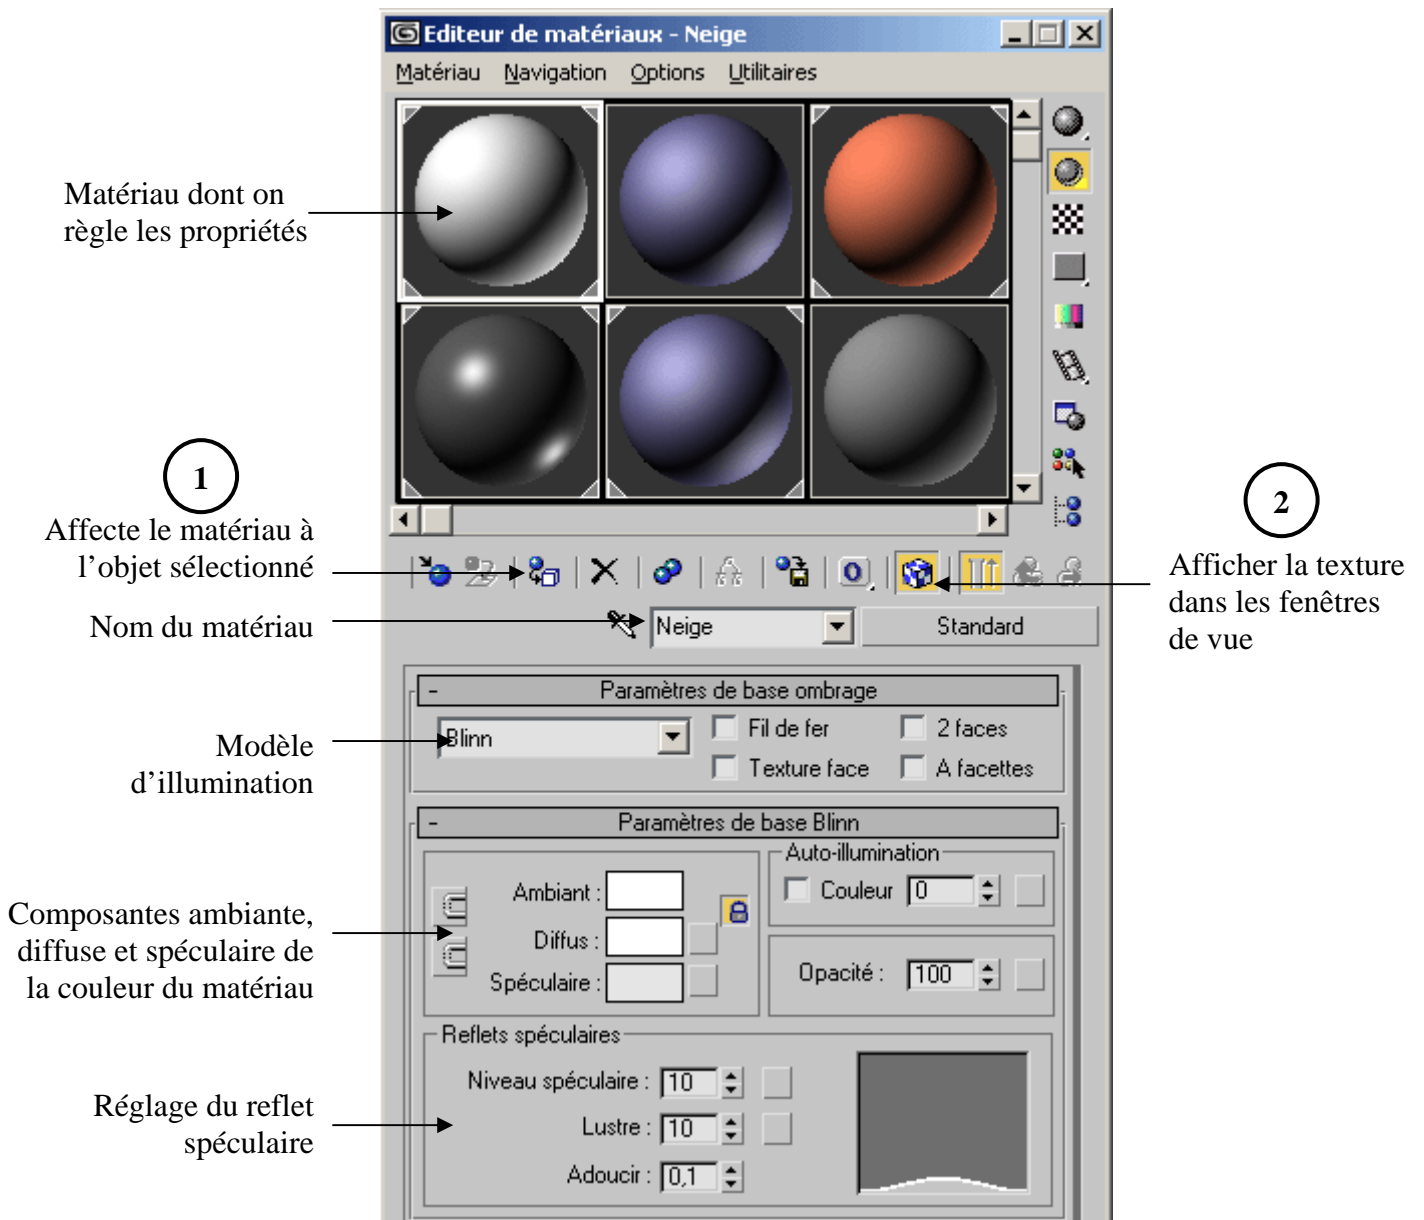 Editeur de matériaux - Neige
Matériau Navigation Options Utilitaires
Matériau dont on
règle les propriétés
1
Affecte le matériau à
l’objet sélectionné
2
Afficher la texture
dans les fenêtres
de vue
Nom du matériau
Neige
Standard
Paramètres de base ombrage
Modèle
d’illumination
Blinn
Fil de fer
2 faces
Texture face
A facettes
Paramètres de base Blinn
Composantes ambiante,
diffuse et spéculaire de
la couleur du matériau
Ambiant :
Diffus :
Spéculaire :
Auto-illumination
Couleur 0
Opacité : 100
Reflets spéculaires
Réglage du reflet
spéculaire
Niveau spéculaire : 10
Lustre : 10
Adoucir : 0,1